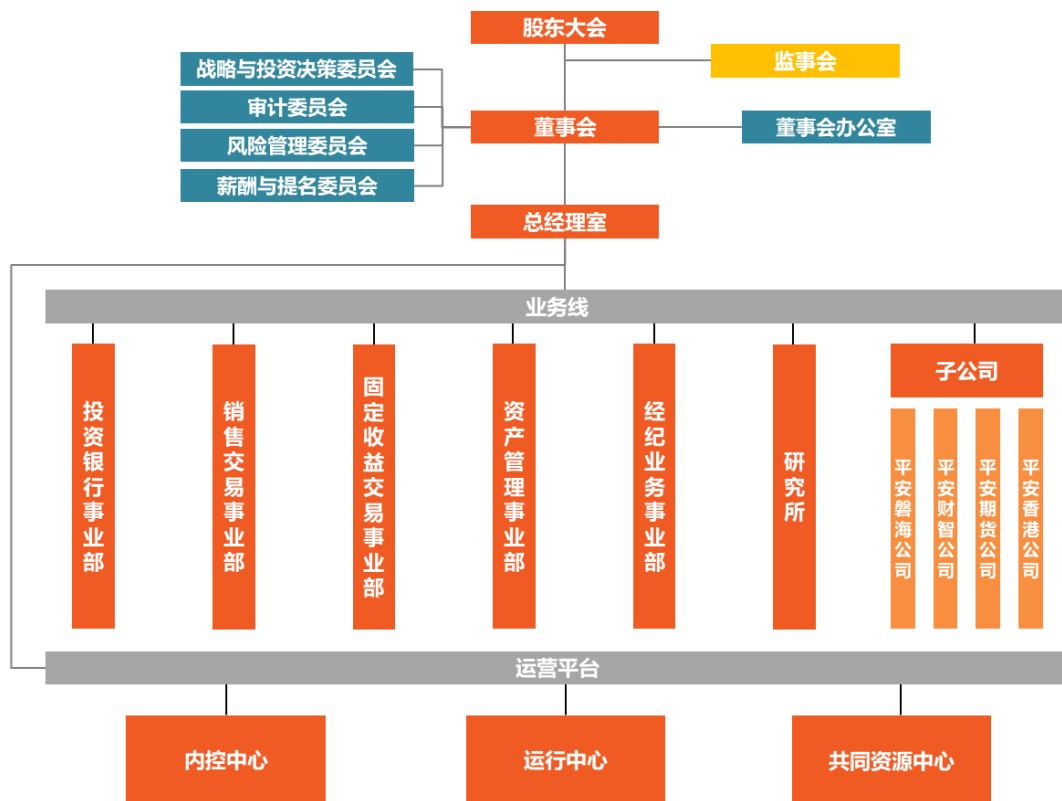 股东大会
监事会
战略与投资决策委员会
审计委员会
风险管理委员会
薪酬与提名委员会
董事会
董事会办公室
总经理室
业务线
投资银行事业部
销售交易事业部
固定收益交易事业部
资产管理事业部
经纪业务事业部
研究所
子公司
平安磐海公司
平安财智公司
平安期货公司
平安香港公司
运营平台
内控中心
运行中心
共同资源中心